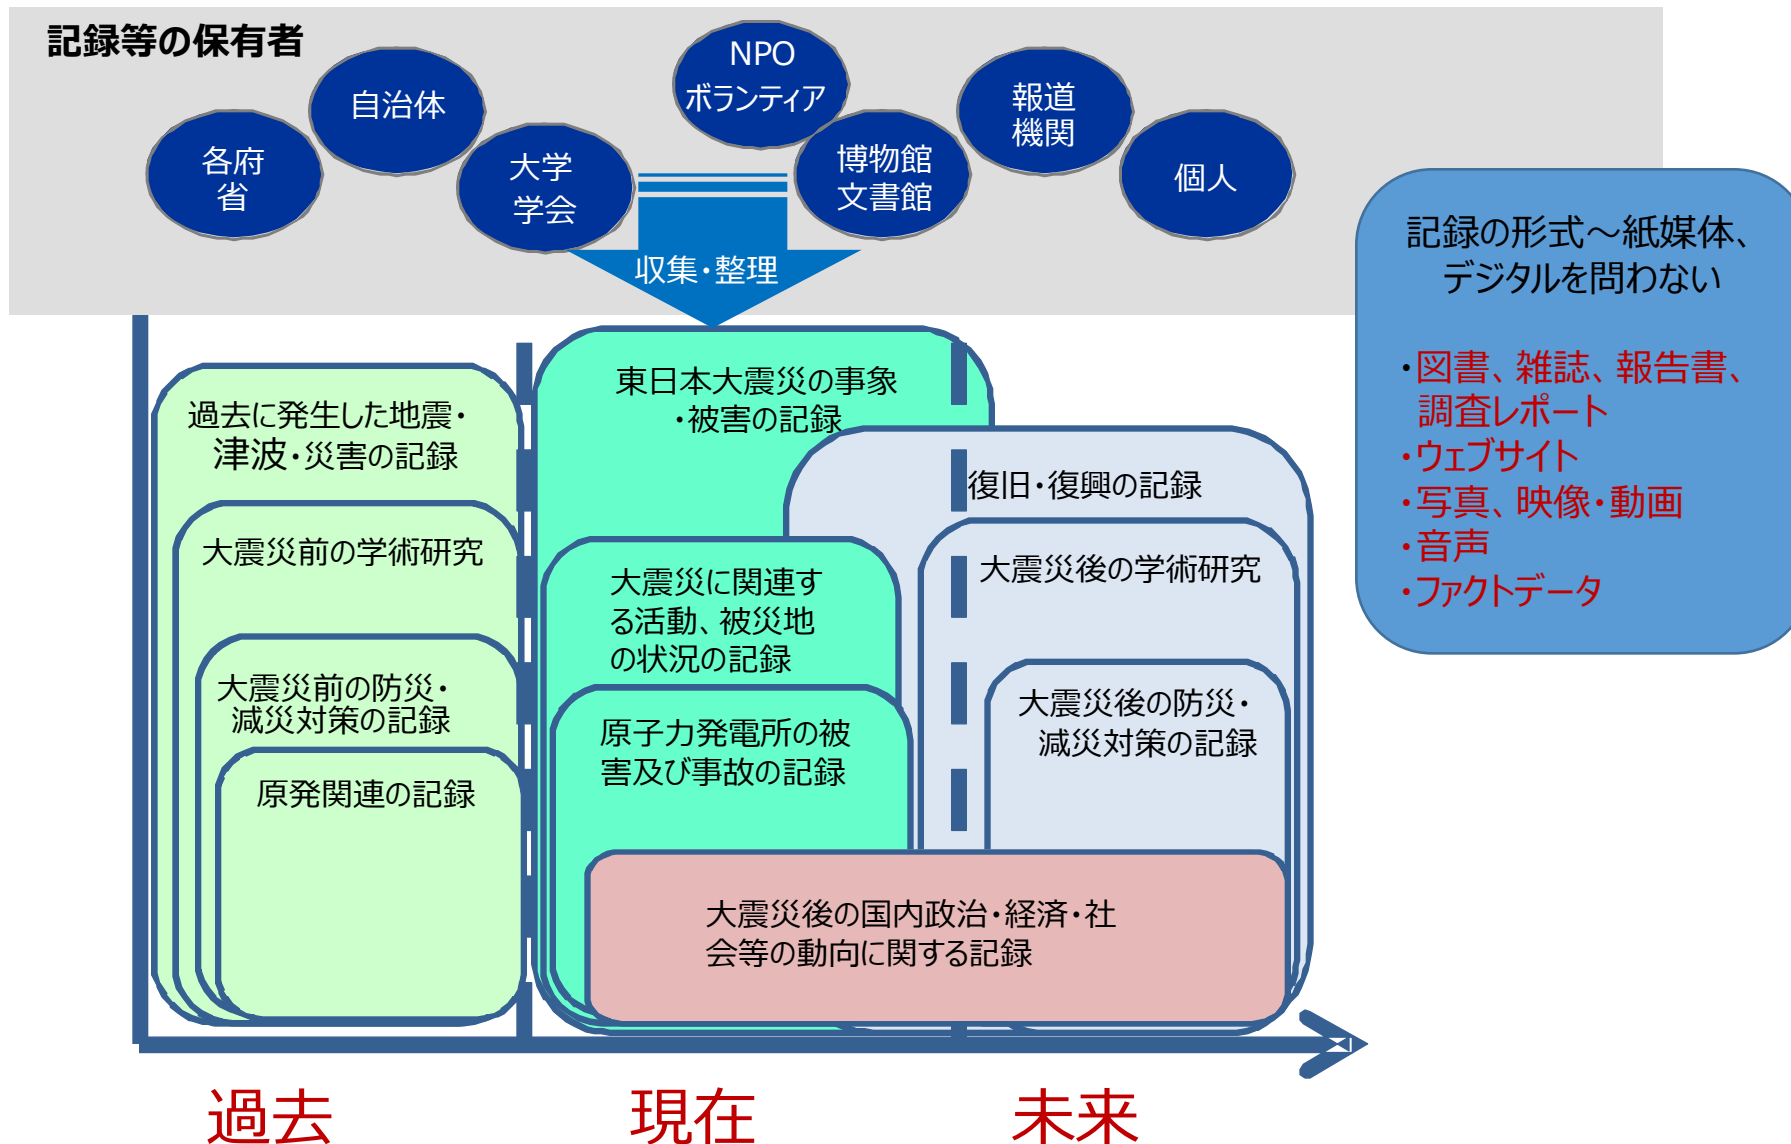 記録等の保有者
NPO
ボランティア
自治体
報道
機関
各府
省
大学
学会
博物館
文書館
個人
収集・整理
記録の形式～紙媒体、
デジタルを問わない
・図書、雑誌、報告書、
調査レポート
・ウェブサイト
・写真、映像・動画
・音声
・ファクトデータ
過去に発生した地震・
津波・災害の記録
大震災前の学術研究
大震災前の防災・
減災対策の記録
原発関連の記録
東日本大震災の事象
・被害の記録
復旧・復興の記録
大震災に関連す
る活動、被災地
の状況の記録
大震災後の学術研究
原子力発電所の被
害及び事故の記録
大震災後の防災・
減災対策の記録
大震災後の国内政治・経済・社
会等の動向に関する記録
過去
現在
未来